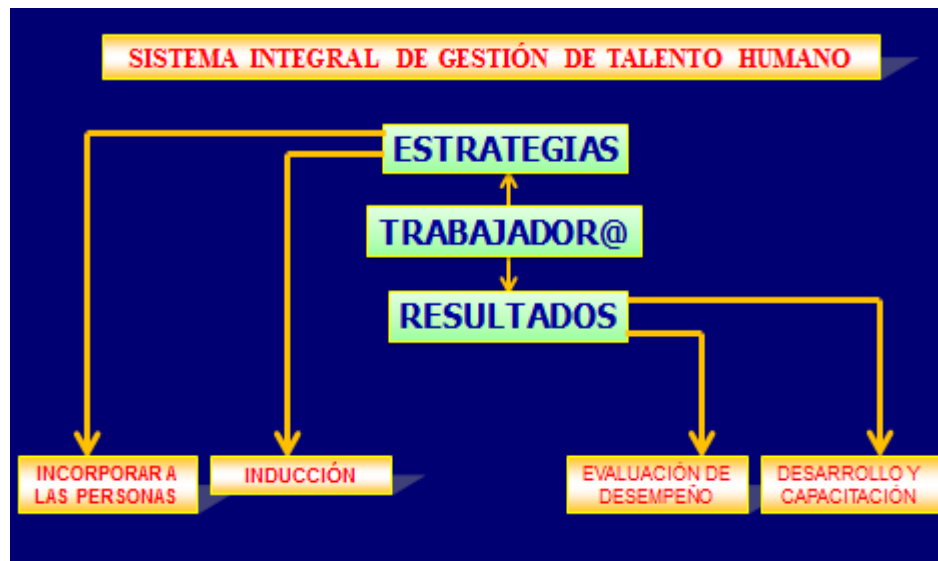 SISTEMA INTEGRAL DE GESTIÓN DE TALENTO HUMANO
ESTRATEGIAS
TRABAJADOR@
RESULTADOS
INCORPORAR A
LAS PERSONAS
INDUCCIÓN
EVALUACIÓN DE
DESEMPEÑO
DESARROLLO Y
CAPACITACIÓN